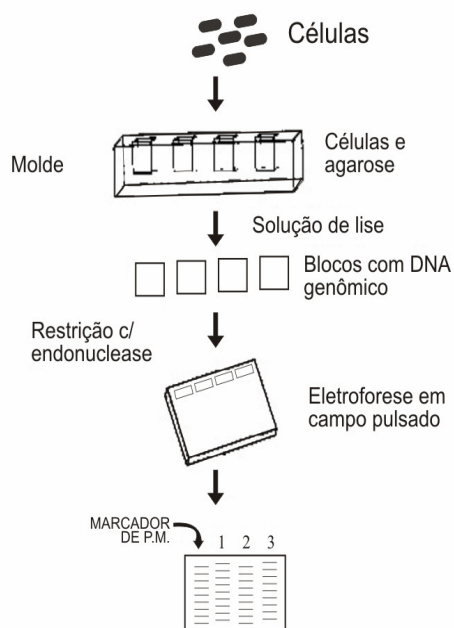 Células
Molde
Células e
agarose
Solução de lise
Blocos com DNA
genômico
Restrição c/
endonuclease
Eletroforese em
campo pulsado
MARCADOR
DE P.M.
1 2 3